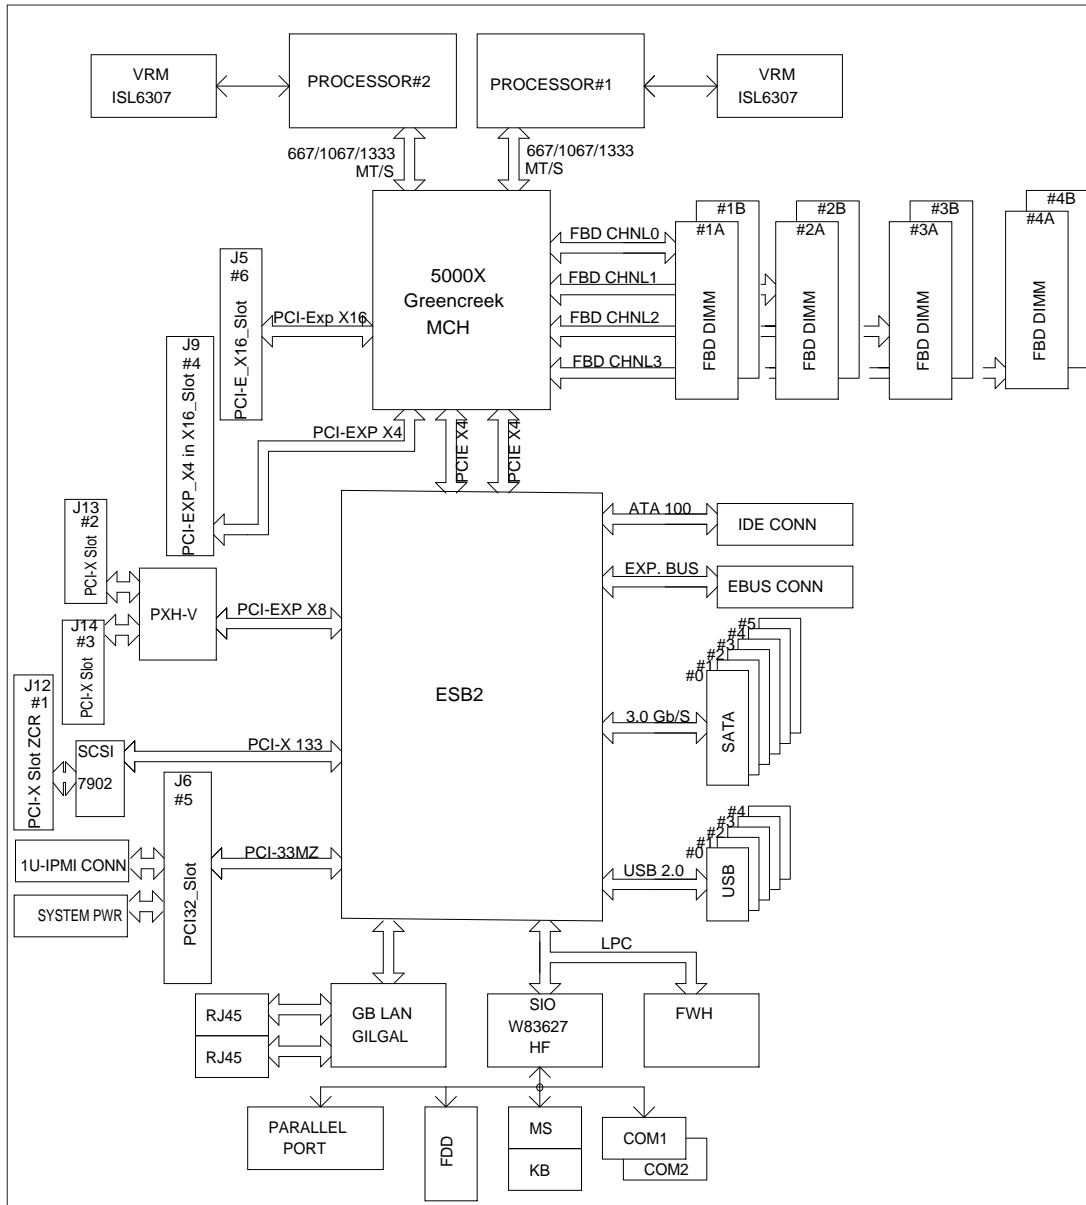 VRM
ISL6307
PROCESSOR#2
PROCESSOR#1
VRM
ISL6307
667/1067/1333
MT/S
667/1067/1333
MT/S
5000X
Greencreek
MCH
FBD CHNL0
FBD CHNL1
FBD CHNL2
FBD CHNL3
#1B
#1A
FBD DIMM
#2B
#2A
FBD DIMM
#3B
#3A
FBD DIMM
#4B
#4A
FBD DIMM
J5
#6
PCI-E_X16_Slot
PCI-Exp X16
J9
#4
PCI-EXP_X4 in X16_Slot
PCI-EXP X4
PCIE X4
PCIE X4
J13
#2
PCI-X Slot
J14
#3
PCI-X Slot
PXH-V
PCI-EXP X8
ESB2
ATA 100
IDE CONN
EXP. BUS
EBUS CONN
#5
#4
#3
#2
#1
#0
3.0 Gb/S
SATA
J12
#1
PCI-X Slot ZCR
SCSI
7902
PCI-X 133
J6
#5
PCI32_Slot
PCI-33MZ
1U-IPMI CONN
SYSTEM PWR
#4
#3
#2
#1
#0
USB 2.0
USB
LPC
RJ45
RJ45
GB LAN
GILGAL
SIO
W83627
HF
FWH
PARALLEL
PORT
FDD
MS
KB
COM1
COM2